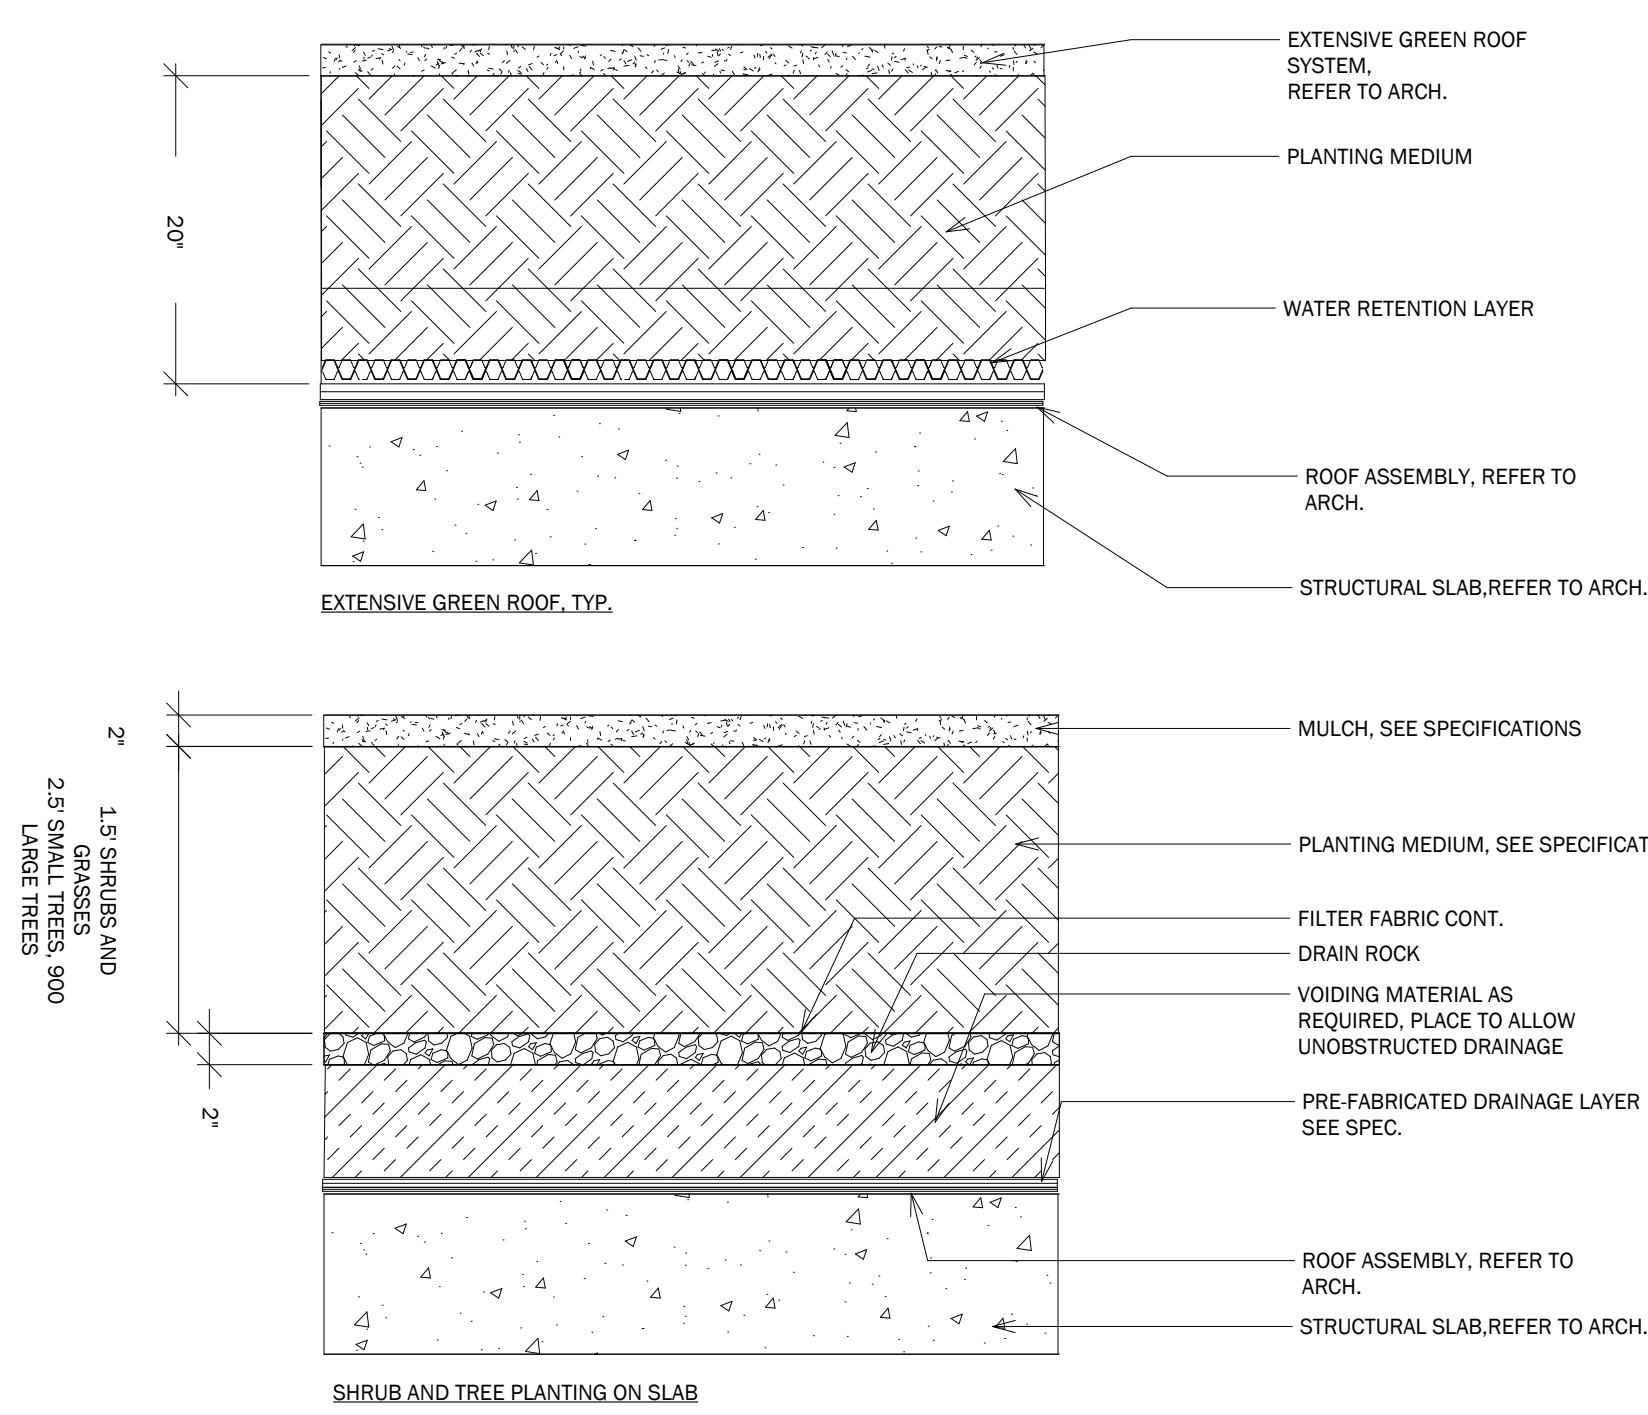 EXTENSIVE GREEN ROOF
SYSTEM,
REFER TO ARCH.
PLANTING MEDIUM
20"
WATER RETENTION LAYER
ROOF ASSEMBLY, REFER TO
ARCH.
STRUCTURAL SLAB,REFER TO ARCH.
EXTENSIVE GREEN ROOF, TYP.
2"
MULCH, SEE SPECIFICATIONS
1.5' SHRUBS AND
GRASSES
2.5' SMALL TREES, 900
LARGE TREES
PLANTING MEDIUM, SEE SPECIFICAT
FILTER FABRIC CONT.
DRAIN ROCK
VOIDING MATERIAL AS
REQUIRED, PLACE TO ALLOW
UNOBSTRUCTED DRAINAGE
2"
PRE-FABRICATED DRAINAGE LAYER
SEE SPEC.
ROOF ASSEMBLY, REFER TO
ARCH.
STRUCTURAL SLAB,REFER TO ARCH.
SHRUB AND TREE PLANTING ON SLAB